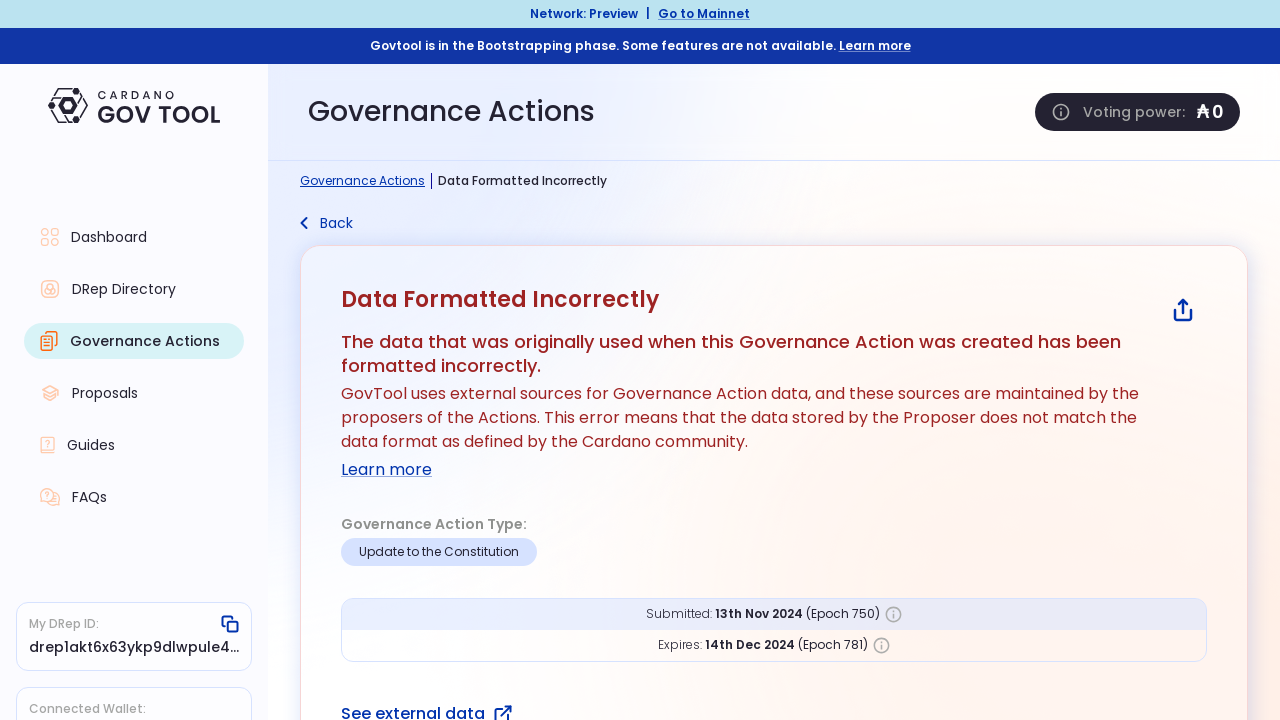 Network: Preview | Go to Mainnet
Govtool is in the Bootstrapping phase. Some features are not available. Learn more
CARDANO
GOV TOOL
Governance Actions
Voting power: ₳ 0
Governance Actions | Data Formatted Incorrectly
Back
Dashboard
DRep Directory
Governance Actions
Proposals
Guides
FAQs
My DRep ID:
drep1akt6x63ykp9dlwpule4...
Connected Wallet:
Data Formatted Incorrectly
The data that was originally used when this Governance Action was created has been
formatted incorrectly.
GovTool uses external sources for Governance Action data, and these sources are maintained by the
proposers of the Actions. This error means that the data stored by the Proposer does not match the
data format as defined by the Cardano community.
Learn more
Governance Action Type:
Update to the Constitution
Submitted: 13th Nov 2024 (Epoch 750)
Expires: 14th Dec 2024 (Epoch 781)
See external data